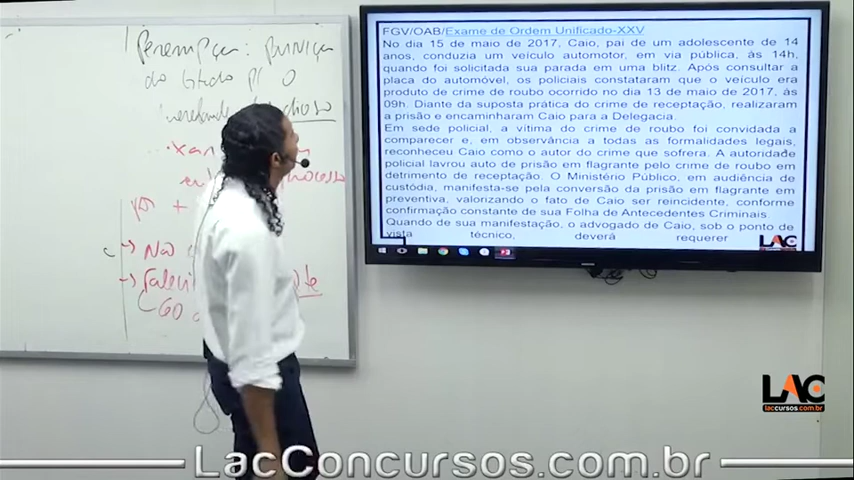 Perempção: punição
do Estado p/ O
FGV/OAB/Exame de Ordem Unificado-XXV
No dia 15 de maio de 2017, Caio, pai de um adolescente de 14
anos, conduzia um veículo automotor, em via pública, às 14h,
quando foi solicitada sua parada em uma blitz. Após consultar a
placa do automóvel, os policiais constataram que o veículo era
produto de crime de roubo ocorrido no dia 13 de maio de 2017, às
09h. Diante da suposta prática do crime de receptação, realizaram
a prisão e encaminharam Caio para a Delegacia.
Em sede policial, a vítima do crime de roubo foi convidada a
comparecer e, em observância a todas as formalidades legais,
reconheceu Caio como o autor do crime que sofrera. A autoridade
policial lavrou auto de prisão em flagrante pelo crime de roubo em
detrimento de receptação. O Ministério Público, em audiência de
custódia, manifesta-se pela conversão da prisão em flagrante em
preventiva, valorizando o fato de Caio ser reincidente, conforme
confirmação constante de sua Folha de Antecedentes Criminais
Quando de sua manifestação, o advogado de Caio, sob o ponto de
vista técnico, deverá requerer
LAC
LAC
laccursos.com.br
LacConcursos.com.br